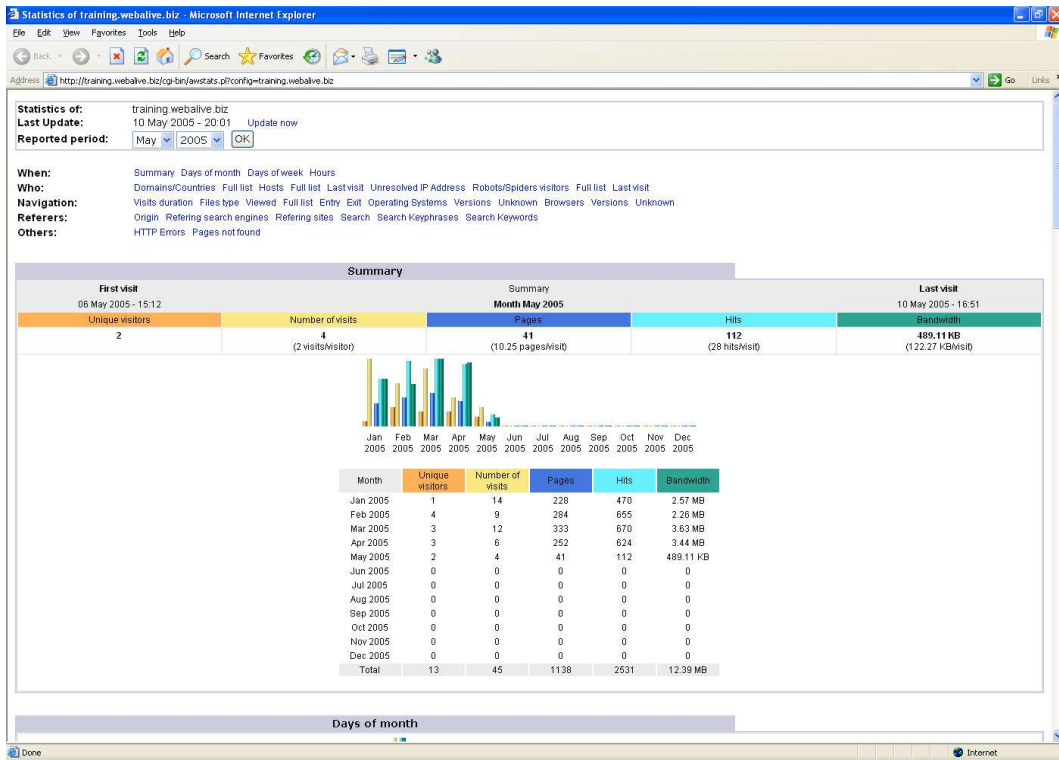 Statistics of training.webalive.biz - Microsoft Internet Explorer
File Edit View Favorites Tools Help
Back Search Favorites
Address http://training.webalive.biz/cgi-bin/awstats.pl?config=training.webalive.biz Go Links
Statistics of: training.webalive.biz
Last Update: 10 May 2005 - 20:01 Update now
Reported period: May 2005 OK
When: Summary Days of month Days of week Hours
Who: Domains/Countries Full list Hosts Full list Last visit Unresolved IP Address Robots/Spiders visitors Full list Last visit
Navigation: Visits duration Files type Viewed Full list Entry Exit Operating Systems Versions Unknown Browsers Versions Unknown
Referers: Origin Refering search engines Refering sites Search Search Keyphrases Search Keywords
Others: HTTP Errors Pages not found
Summary
First visit Summary Last visit
06 May 2005 - 15:12 Month May 2005 10 May 2005 - 16:51
Unique visitors Number of visits Pages Hits Bandwidth
2 4 41 112 489.11 KB
(2 visits/visitor) (10.25 pages/visit) (28 hits/visit) (122.27 KB/visit)
Jan Feb Mar Apr May Jun Jul Aug Sep Oct Nov Dec
2005 2005 2005 2005 2005 2005 2005 2005 2005 2005 2005 2005
Month Unique visitors Number of visits Pages Hits Bandwidth
Jan 2005 1 14 228 470 2.57 MB
Feb 2005 4 9 284 655 2.26 MB
Mar 2005 3 12 333 670 3.63 MB
Apr 2005 3 6 252 624 3.44 MB
May 2005 2 4 41 112 489.11 KB
Jun 2005 0 0 0 0 0
Jul 2005 0 0 0 0 0
Aug 2005 0 0 0 0 0
Sep 2005 0 0 0 0 0
Oct 2005 0 0 0 0 0
Nov 2005 0 0 0 0 0
Dec 2005 0 0 0 0 0
Total 13 45 1138 2531 12.39 MB
Days of month
Done Internet